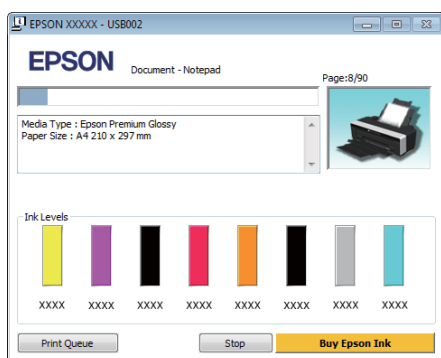 EPSON XXXXX - USB002
EPSON
Document - Notepad
Page:8/90
Media Type : Epson Premium Glossy
Paper Size : A4 210 x 297 mm
Ink Levels
XXXX XXXX XXXX XXXX XXXX XXXX XXXX XXXX
Print Queue Stop Buy Epson Ink